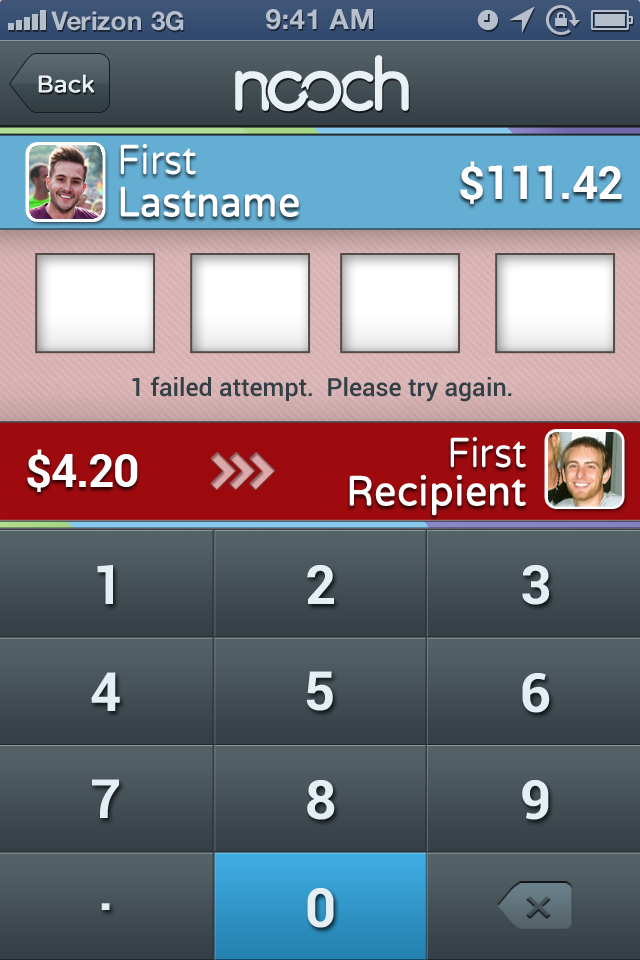 Verizon 3G 9:41 AM
Back
nooch
First
Lastname
$111.42
1 failed attempt. Please try again.
$4.20
First
Recipient
1 2 3
4 5 6
7 8 9
. 0